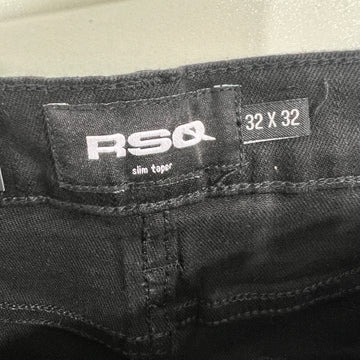 RSQ
32 X 32
slim taper